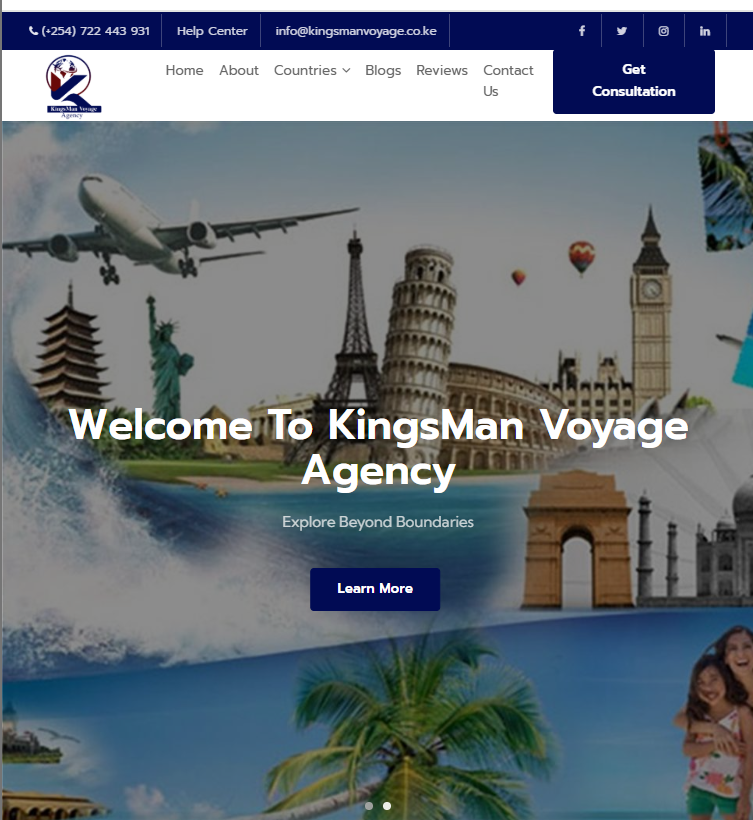 (+254) 722 443 931
Help Center
info@kingsmanvoyage.co.ke
KingsMan Voyage
Agency
Home
About
Countries
Blogs
Reviews
Contact
Us
Get
Consultation
Welcome To KingsMan Voyage
Agency
Explore Beyond Boundaries
Learn More